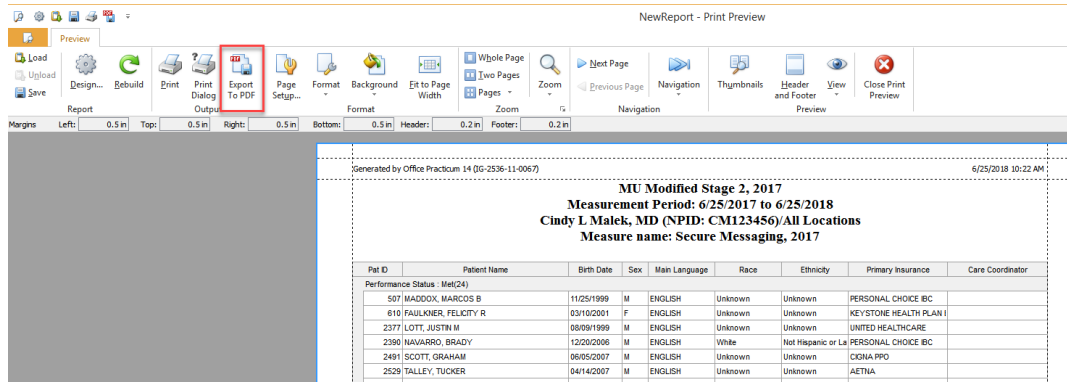 NewReport - Print Preview
Preview
Load
Unload
Save
Design...
Rebuild
Report
Print
Print Dialog
Export To PDF
Output
Page Setup...
Format
Background
Fit to Page Width
Format
Whole Page
Two Pages
Pages
Zoom
Zoom
Next Page
Previous Page
Navigation
Navigation
Thumbnails
Header and Footer
View
Close Print Preview
Preview
Margins Left: 0.5 in Top: 0.5 in Right: 0.5 in Bottom: 0.5 in Header: 0.2 in Footer: 0.2 in
Generated by Office Practicum 14 (IG-2536-11-0067) 6/25/2018 10:22 AM
MU Modified Stage 2, 2017
Measurement Period: 6/25/2017 to 6/25/2018
Cindy L Malek, MD (NPID: CM123456)/All Locations
Measure name: Secure Messaging, 2017
Pat ID Patient Name Birth Date Sex Main Language Race Ethnicity Primary Insurance Care Coordinator
Performance Status : Met(24)
507 MADDOX, MARCOS B 11/25/1999 M ENGLISH Unknown Unknown PERSONAL CHOICE IBC
610 FAULKNER, FELICITY R 03/10/2001 F ENGLISH Unknown Unknown KEYSTONE HEALTH PLAN
2377 LOTT, JUSTIN M 08/09/1999 M ENGLISH Unknown Unknown UNITED HEALTHCARE
2390 NAVARRO, BRADY 12/20/2006 M ENGLISH White Not Hispanic or La PERSONAL CHOICE IBC
2491 SCOTT, GRAHAM 06/05/2007 M ENGLISH Unknown Unknown CIGNA PPO
2529 TALLEY, TUCKER 04/14/2007 M ENGLISH Unknown Unknown AETNA